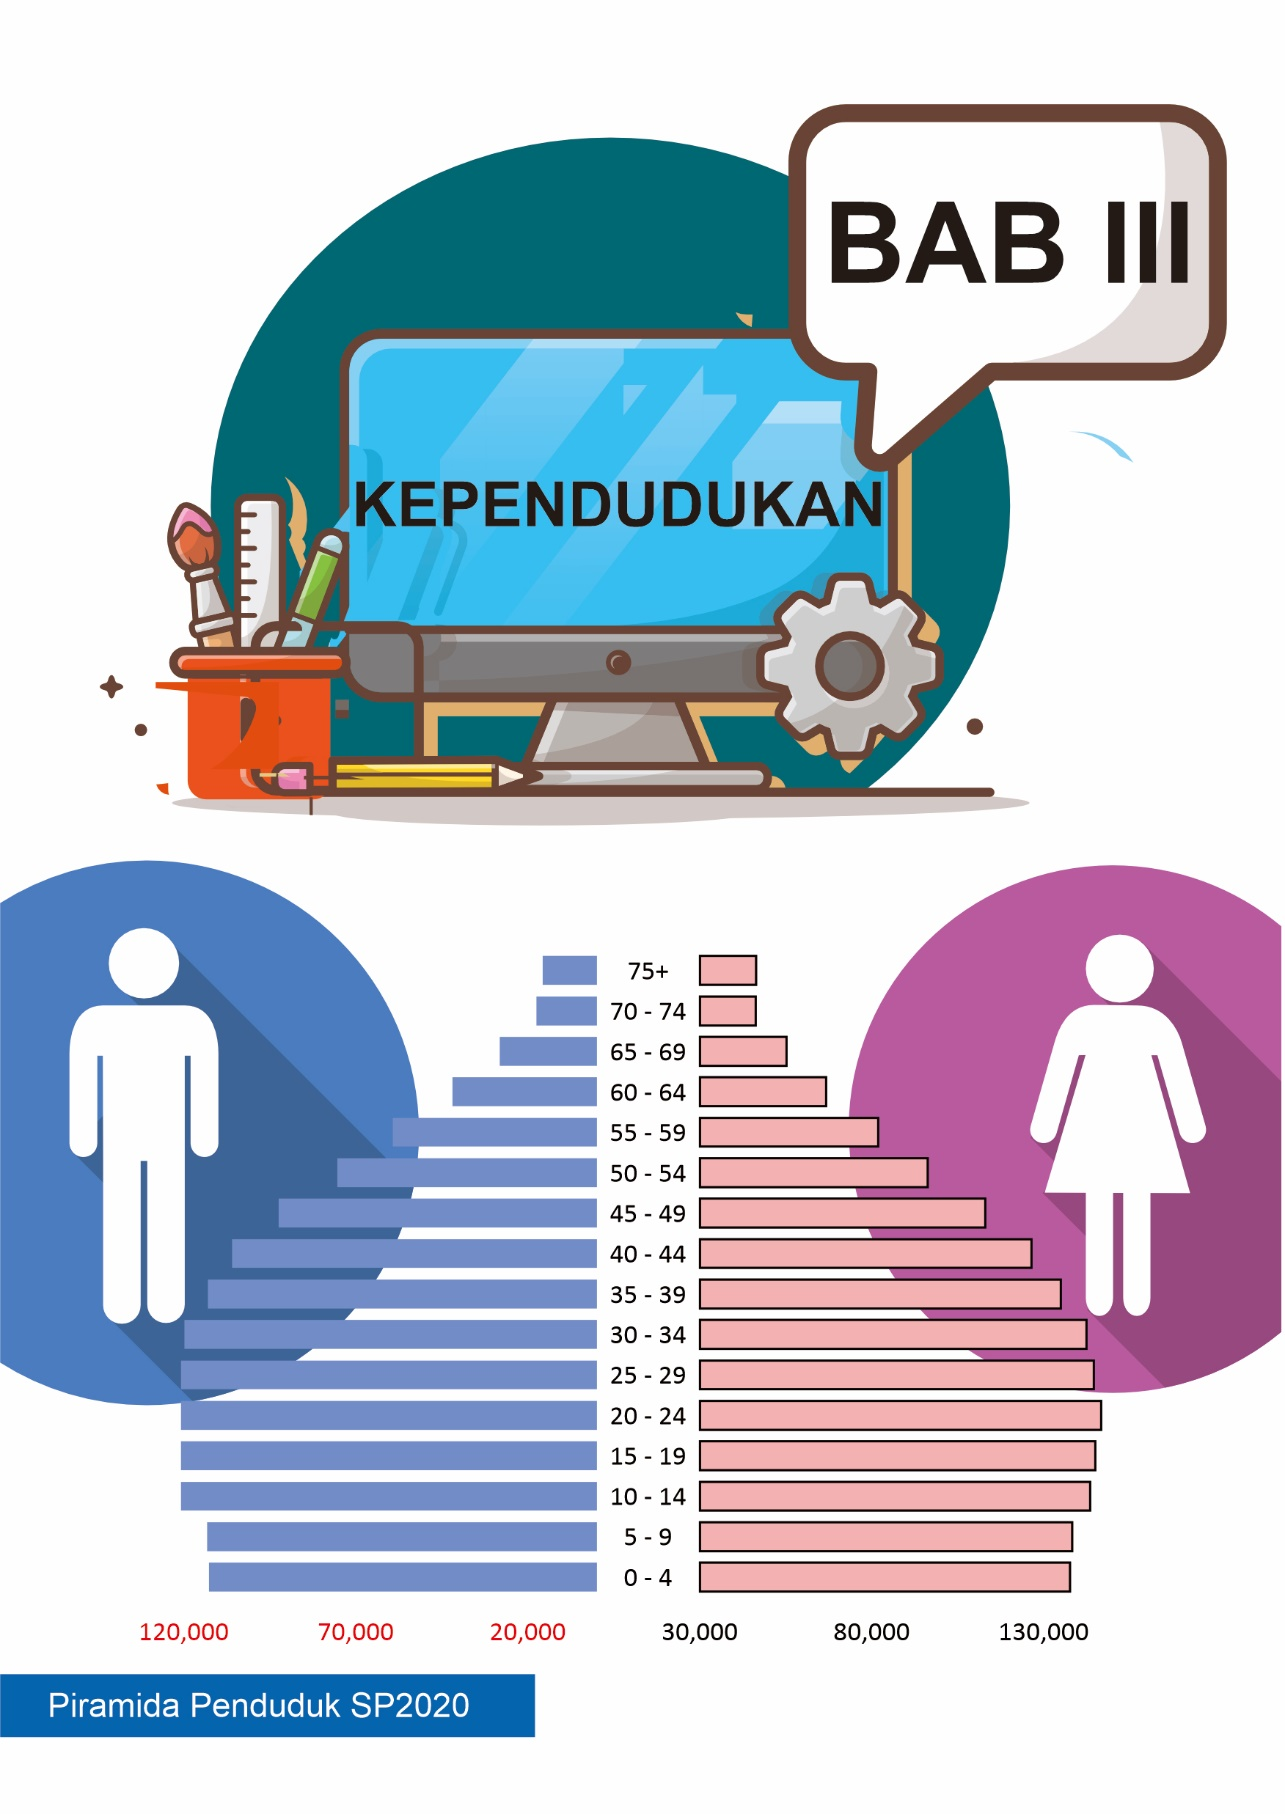 BAB III
KEPENDUDUKAN
75+
70 - 74
65 - 69
60 - 64
55 - 59
50 - 54
45 - 49
40 - 44
35 - 39
30 - 34
25 - 29
20 - 24
15 - 19
10 - 14
5 - 9
0 - 4
120,000 70,000 20,000 30,000 80,000 130,000
Piramida Penduduk SP2020